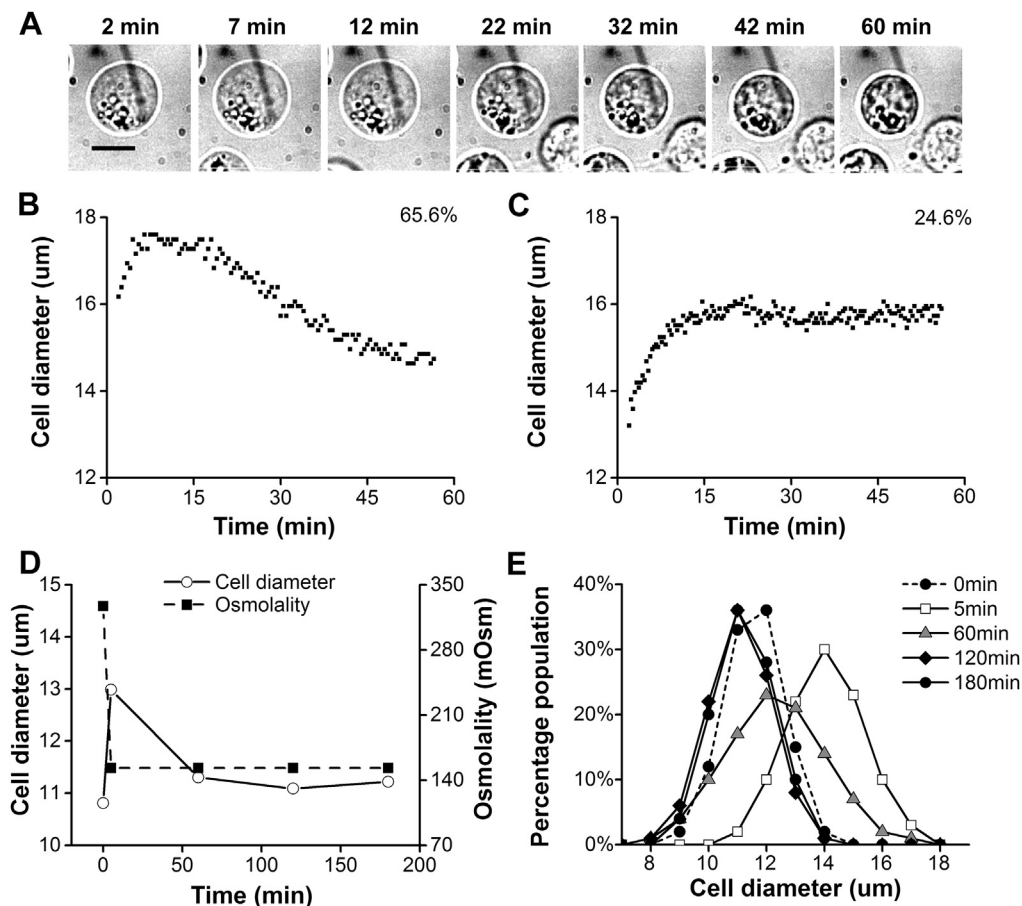 A
2 min 7 min 12 min 22 min 32 min 42 min 60 min
B
65.6%
18
16
14
12
Cell diameter (um)
0 15 30 45 60
Time (min)
C
24.6%
18
16
14
12
Cell diameter (um)
0 15 30 45 60
Time (min)
D
Cell diameter
Osmolality
15
14
13
12
11
10
Cell diameter (um)
350
280
210
140
70
Osmolality (mOsm)
0 50 100 150 200
Time (min)
E
40%
30%
20%
10%
0%
Percentage population
0min
5min
60min
120min
180min
8 10 12 14 16 18
Cell diameter (um)